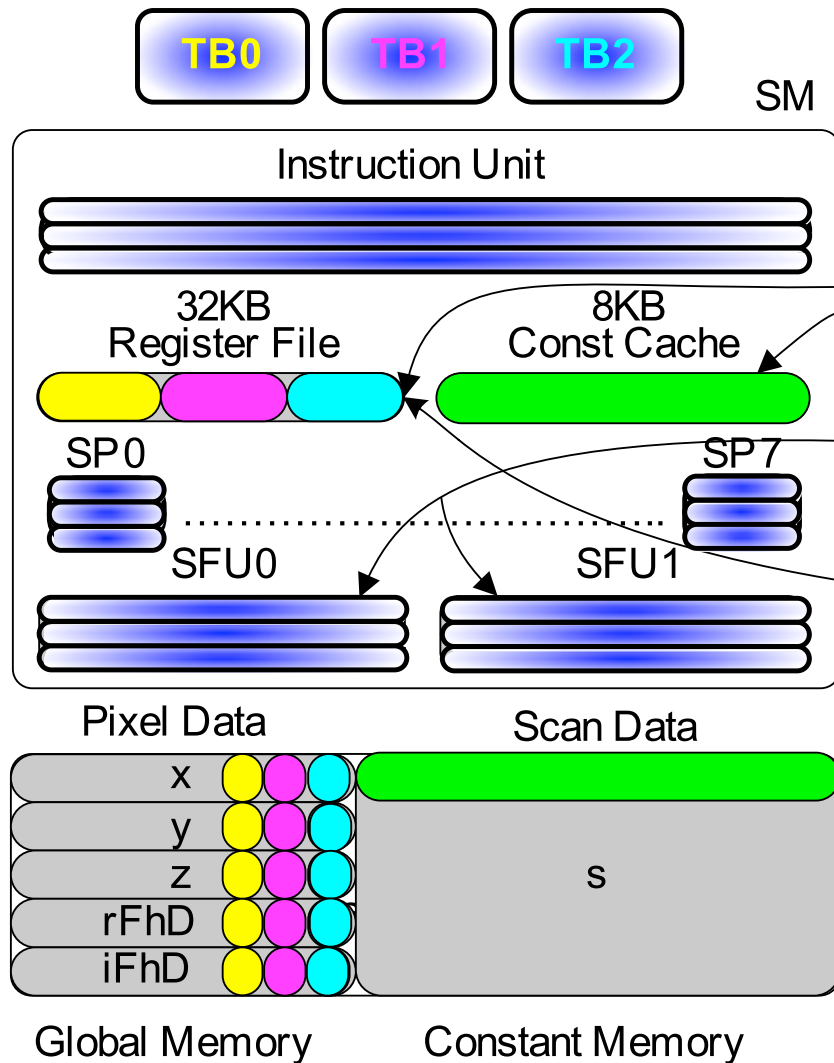 TB0 TB1 TB2
SM
Instruction Unit
32KB 8KB
Register File Const Cache
SP0 SP7
SFU0 SFU1
Pixel Data Scan Data
x
y
z s
rFhD
iFhD
Global Memory Constant Memory